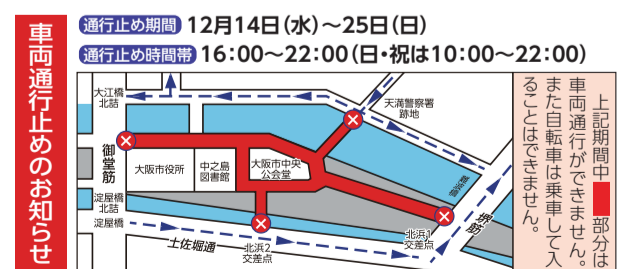 車両通行止めのお知らせ
通行止め期間 12月14日(水)～25日(日)
通行止め時間帯 16:00～22:00(日・祝は10:00～22:00)
上記期間中 部分は
車両通行ができません。
また自転車は乗車して入
ることはできません。
大江橋
北詰
天満警察署
跡地
御堂筋
大阪市役所
中之島
図書館
大阪市中央
公会堂
難波橋
淀屋橋
北詰
淀屋橋
土佐堀通
北浜2
交差点
北浜1
交差点
堺筋